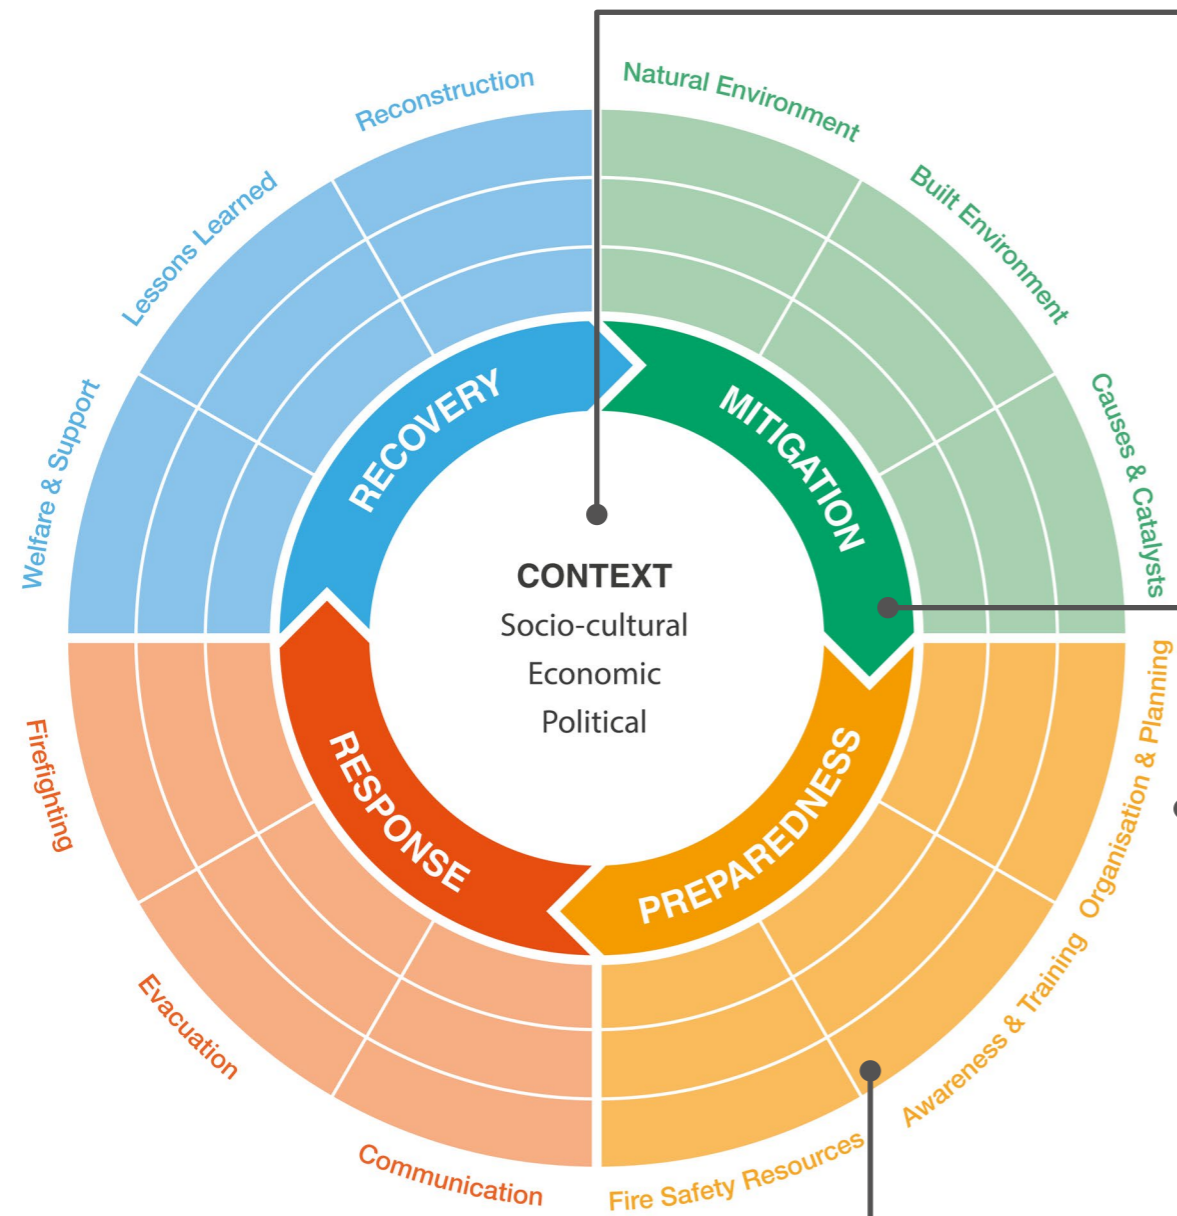 Reconstruction
Natural Environment
Lessons Learned
Built Environment
Welfare & Support
Causes & Catalysts
RECOVERY
MITIGATION
CONTEXT
Socio-cultural
Economic
Political
RESPONSE
PREPAREDNESS
Firefighting
Organisation & Planning
Evacuation
Awareness & Training
Communication
Fire Safety Resources